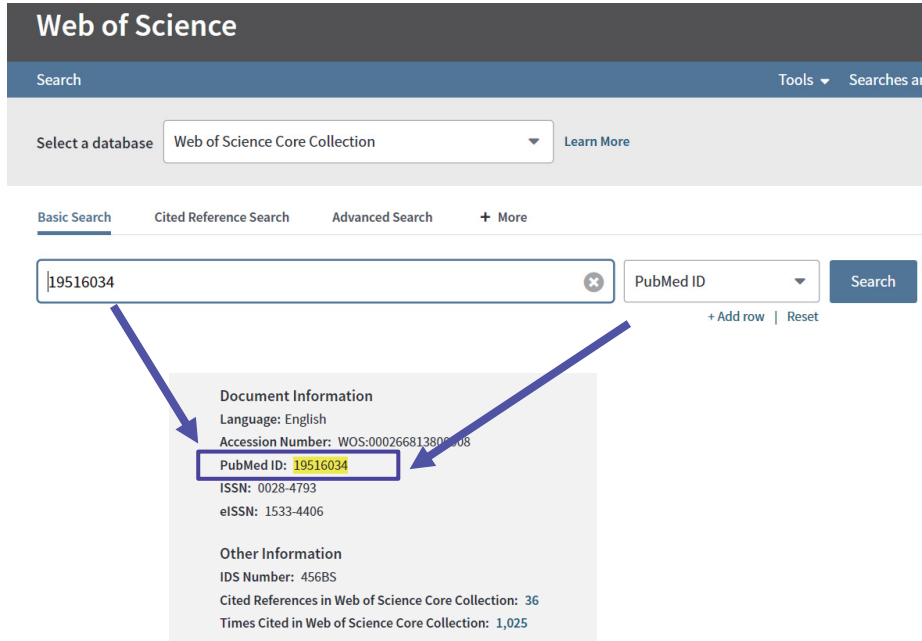 Web of Science
Search Tools Searches a
Select a database Web of Science Core Collection Learn More
Basic Search Cited Reference Search Advanced Search + More
19516034 PubMed ID Search
+ Add row | Reset
Document Information
Language: English
Accession Number: WOS:000266813800008
PubMed ID: 19516034
ISSN: 0028-4793
eISSN: 1533-4406
Other Information
IDS Number: 456BS
Cited References in Web of Science Core Collection: 36
Times Cited in Web of Science Core Collection: 1,025